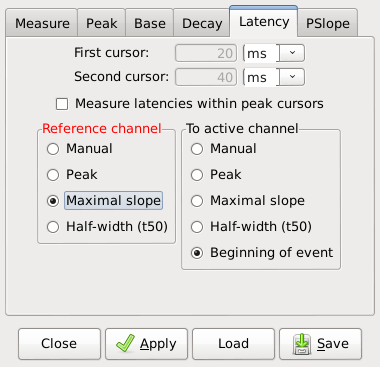 Measure Peak Base Decay Latency PSlope
First cursor: 20 ms
Second cursor: 40 ms
Measure latencies within peak cursors
Reference channel
Manual
Peak
Maximal slope
Half-width (t50)
To active channel
Manual
Peak
Maximal slope
Half-width (t50)
Beginning of event
Close Apply Load Save